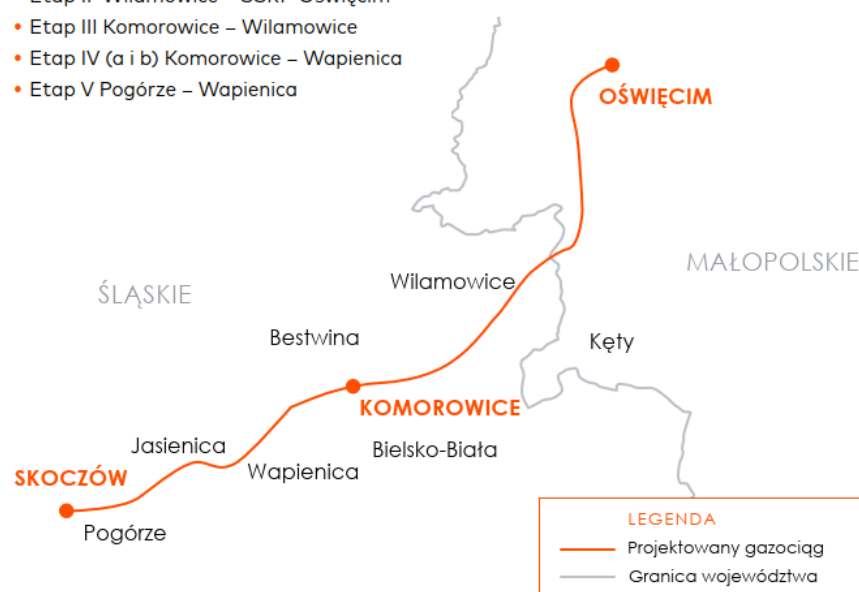 • Etap III Komorowice – Wilamowice
• Etap IV (a i b) Komorowice – Wapienica
• Etap V Pogórze – Wapienica
OŚWIĘCIM
MAŁOPOLSKIE
Wilamowice
ŚLĄSKIE
Bestwina
Kęty
KOMOROWICE
Jasienica
Bielsko-Biała
Wapienica
SKOCZÓW
Pogórze
LEGENDA
Projektowany gazociąg
Granica województwa